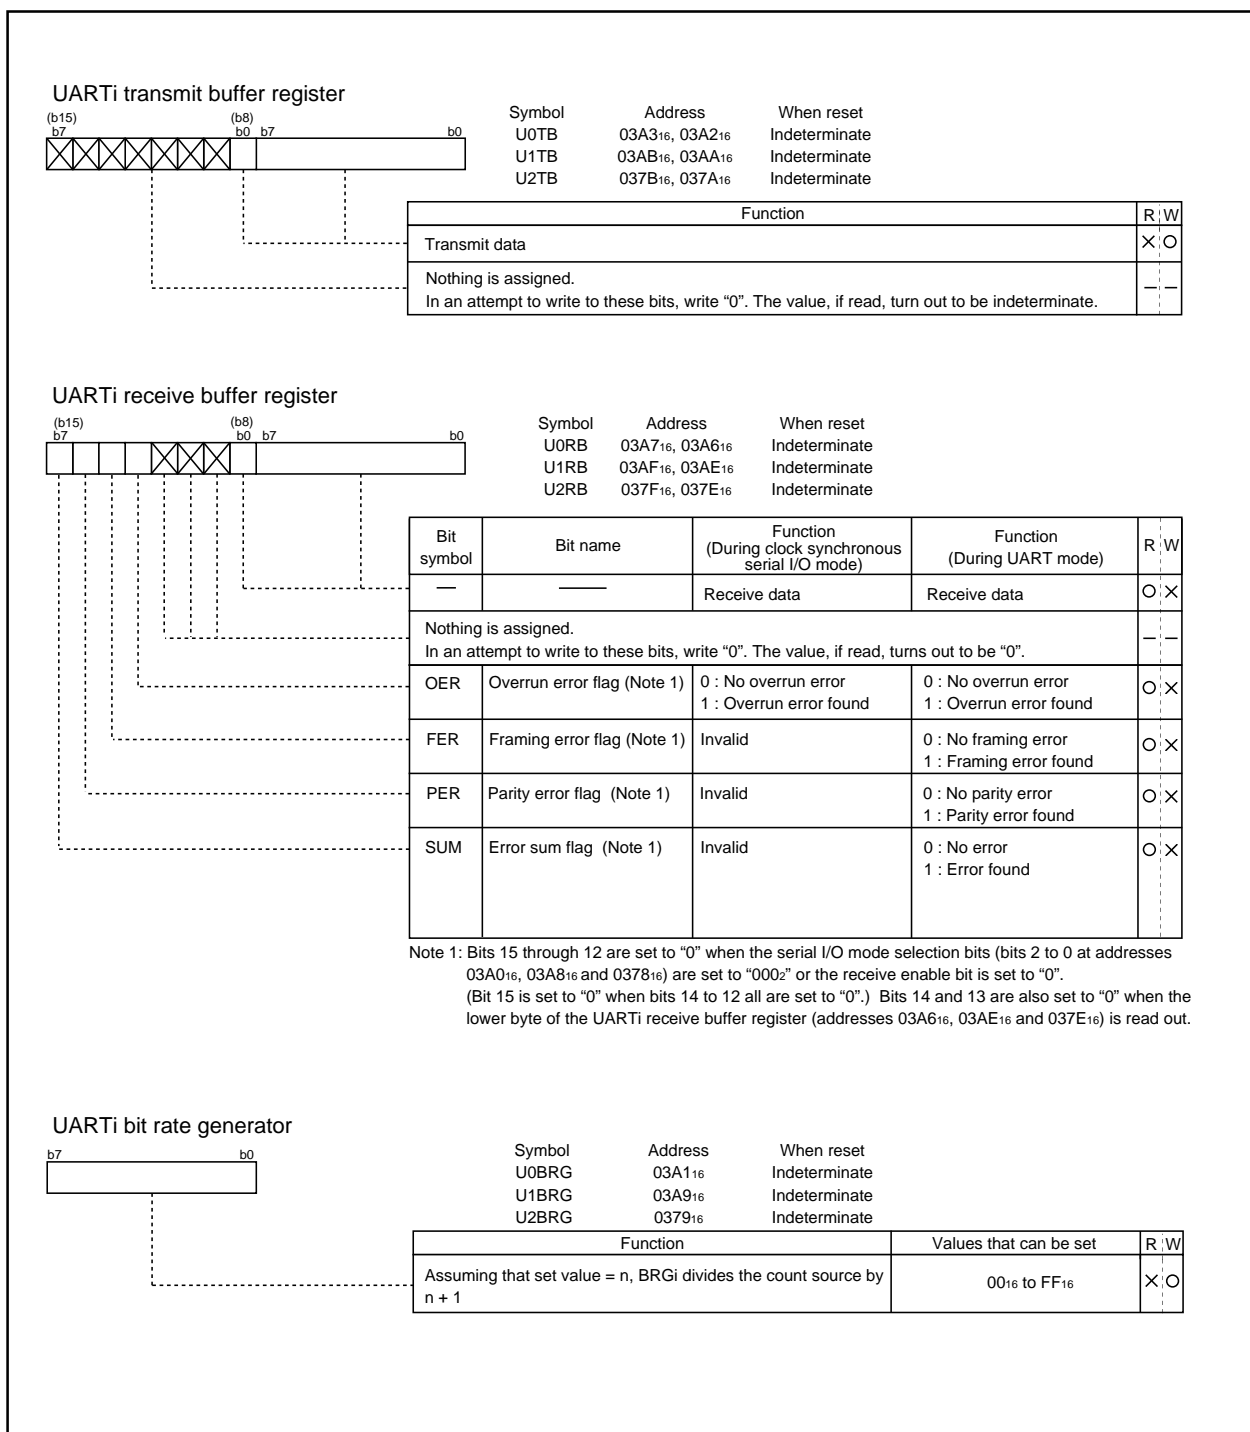 UARTi transmit buffer register
(b15) (b8)
b7 b0 b7 b0
Symbol Address When reset
U0TB 03A3₁₆, 03A2₁₆ Indeterminate
U1TB 03AB₁₆, 03AA₁₆ Indeterminate
U2TB 037B₁₆, 037A₁₆ Indeterminate
Function R W
Transmit data × ○
Nothing is assigned.
In an attempt to write to these bits, write “0”. The value, if read, turn out to be indeterminate. — —
UARTi receive buffer register
(b15) (b8)
b7 b0 b7 b0
Symbol Address When reset
U0RB 03A7₁₆, 03A6₁₆ Indeterminate
U1RB 03AF₁₆, 03AE₁₆ Indeterminate
U2RB 037F₁₆, 037E₁₆ Indeterminate
Bit symbol Bit name Function (During clock synchronous serial I/O mode) Function (During UART mode) R W
— — Receive data Receive data ○ ×
Nothing is assigned.
In an attempt to write to these bits, write “0”. The value, if read, turns out to be “0”. — —
OER Overrun error flag (Note 1) 0 : No overrun error 0 : No overrun error ○ ×
1 : Overrun error found 1 : Overrun error found
FER Framing error flag (Note 1) Invalid 0 : No framing error ○ ×
1 : Framing error found
PER Parity error flag (Note 1) Invalid 0 : No parity error ○ ×
1 : Parity error found
SUM Error sum flag (Note 1) Invalid 0 : No error ○ ×
1 : Error found
Note 1: Bits 15 through 12 are set to “0” when the serial I/O mode selection bits (bits 2 to 0 at addresses
03A0₁₆, 03A8₁₆ and 0378₁₆) are set to “000₂” or the receive enable bit is set to “0”.
(Bit 15 is set to “0” when bits 14 to 12 all are set to “0”.) Bits 14 and 13 are also set to “0” when the
lower byte of the UARTi receive buffer register (addresses 03A6₁₆, 03AE₁₆ and 037E₁₆) is read out.
UARTi bit rate generator
b7 b0
Symbol Address When reset
U0BRG 03A1₁₆ Indeterminate
U1BRG 03A9₁₆ Indeterminate
U2BRG 0379₁₆ Indeterminate
Function Values that can be set R W
Assuming that set value = n, BRGi divides the count source by 00₁₆ to FF₁₆ × ○
n + 1